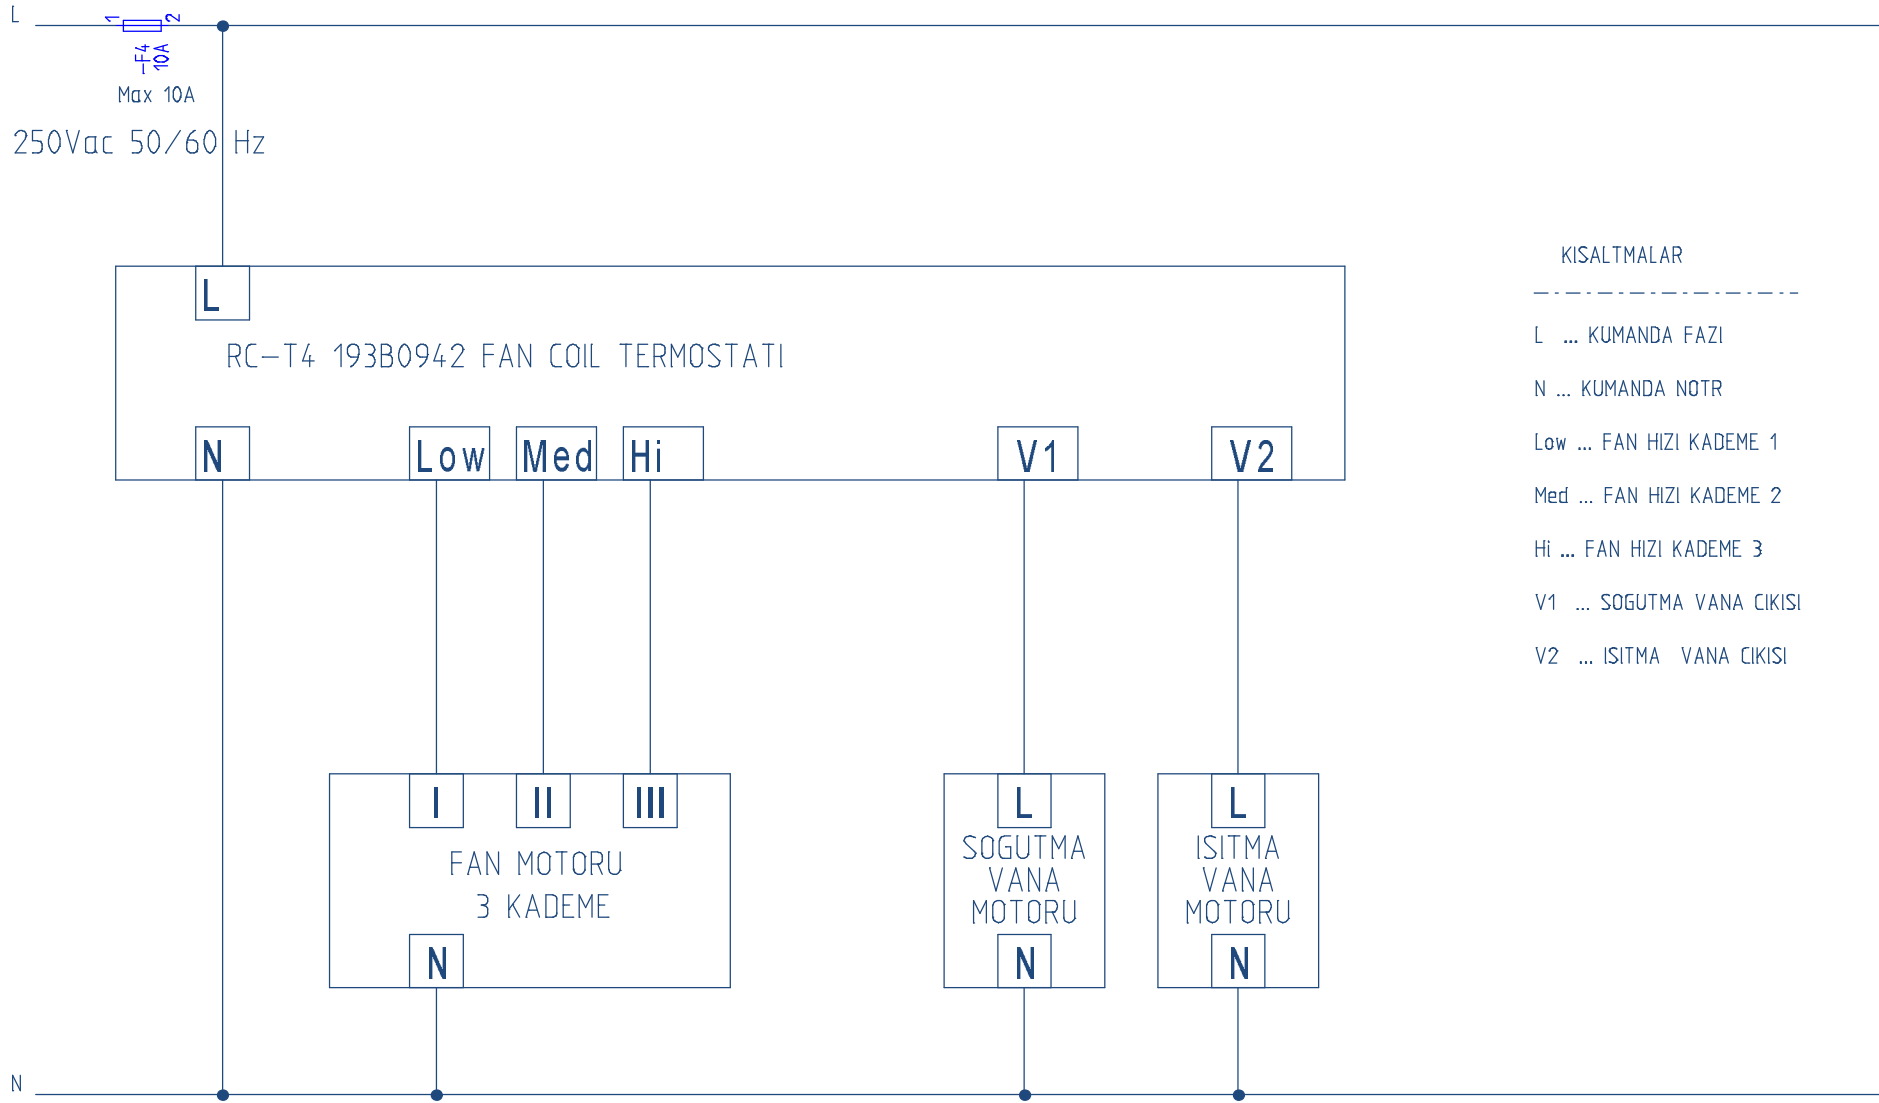 L
1 2
-F4
10A
Max 10A
250Vac 50/60 Hz
L
RC-T4 193B0942 FAN COIL TERMOSTATI
N Low Med Hi V1 V2
KISALTMALAR
L ... KUMANDA FAZI
N ... KUMANDA NOTR
Low ... FAN HIZI KADEME 1
Med ... FAN HIZI KADEME 2
Hi ... FAN HIZI KADEME 3
V1 ... SOGUTMA VANA CIKISI
V2 ... ISITMA VANA CIKISI
I II III
FAN MOTORU
3 KADEME
N
L
SOGUTMA
VANA
MOTORU
N
L
ISITMA
VANA
MOTORU
N
N